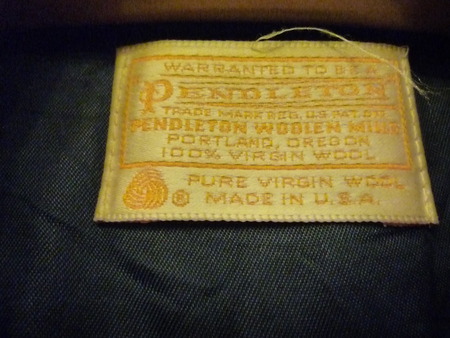 WARRANTED TO BE A
PENDLETON
TRADE MARK REG. U.S. PAT. OFF.
PENDLETON WOOLEN MILLS
PORTLAND, OREGON
100% VIRGIN WOOL
PURE VIRGIN WOOL
® MADE IN U.S.A.